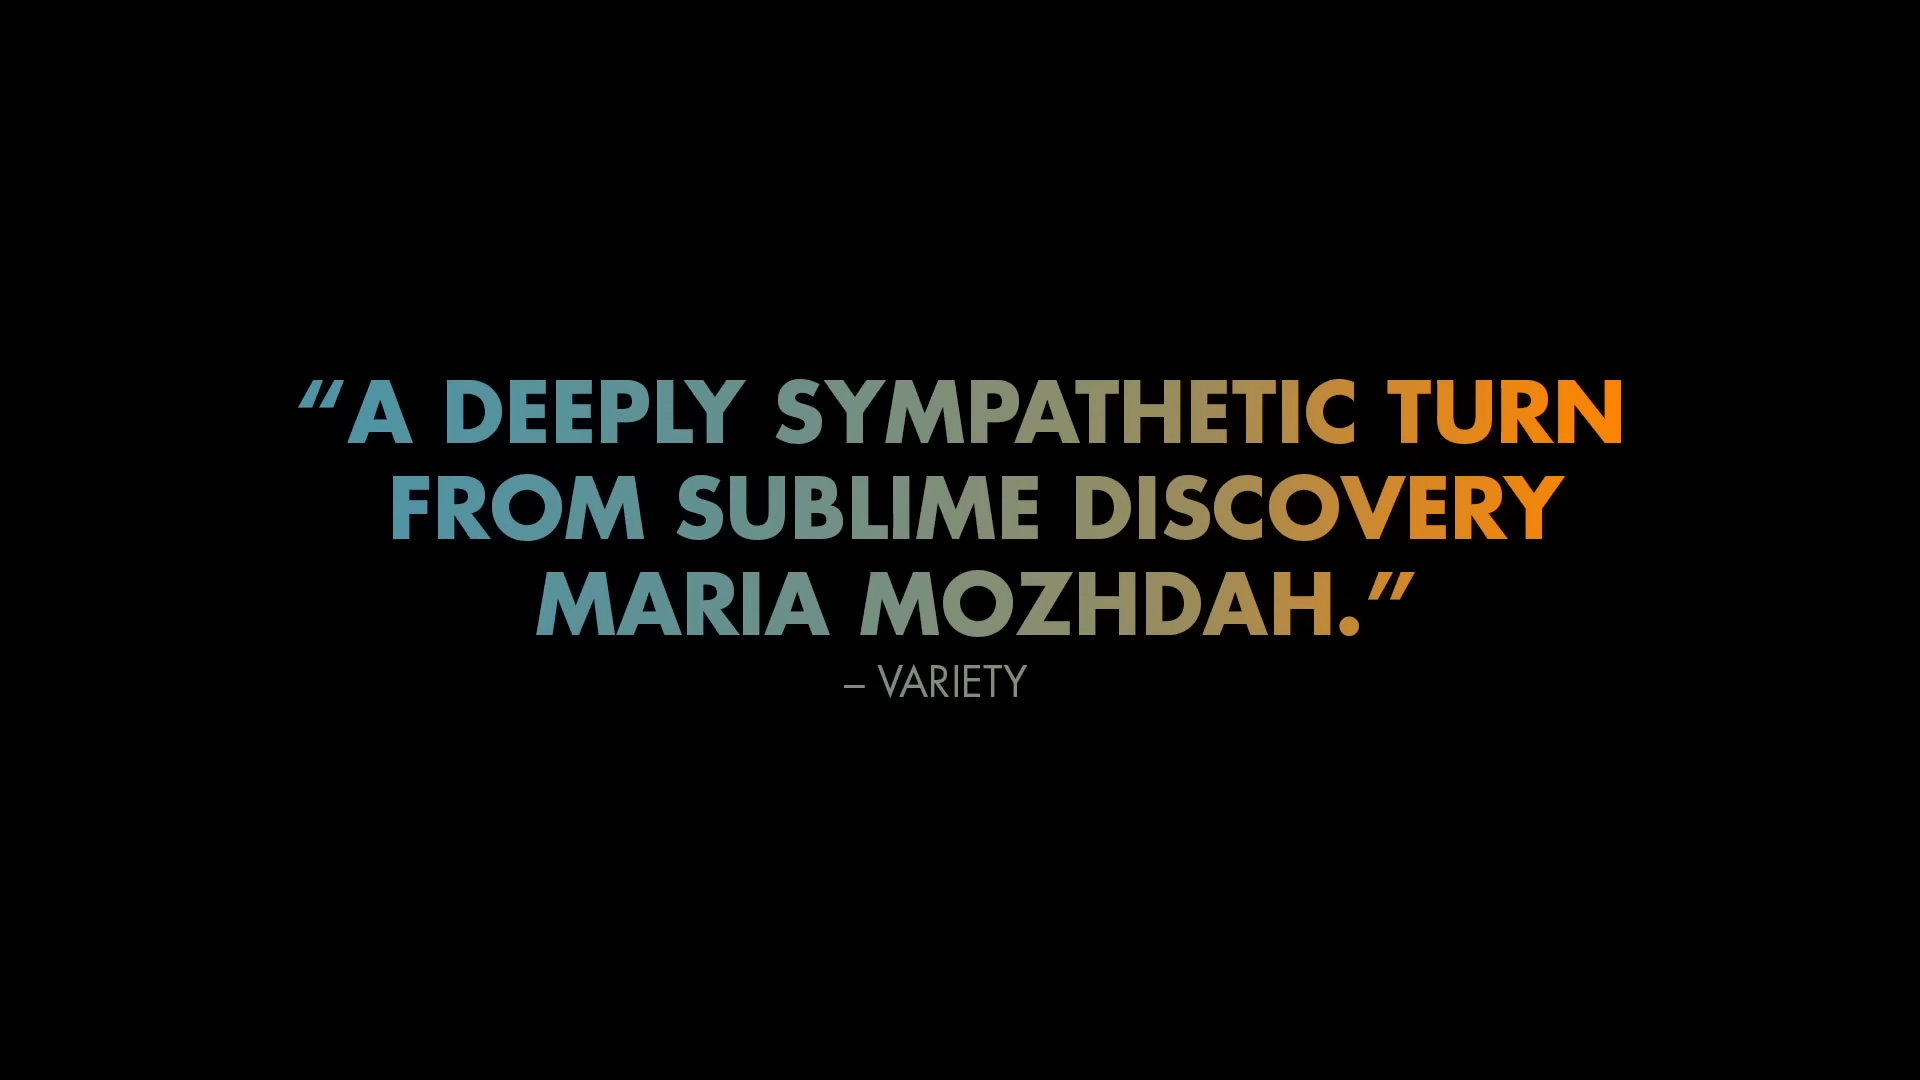 “A DEEPLY SYMPATHETIC TURN
FROM SUBLIME DISCOVERY
MARIA MOZHDAH.”
– VARIETY